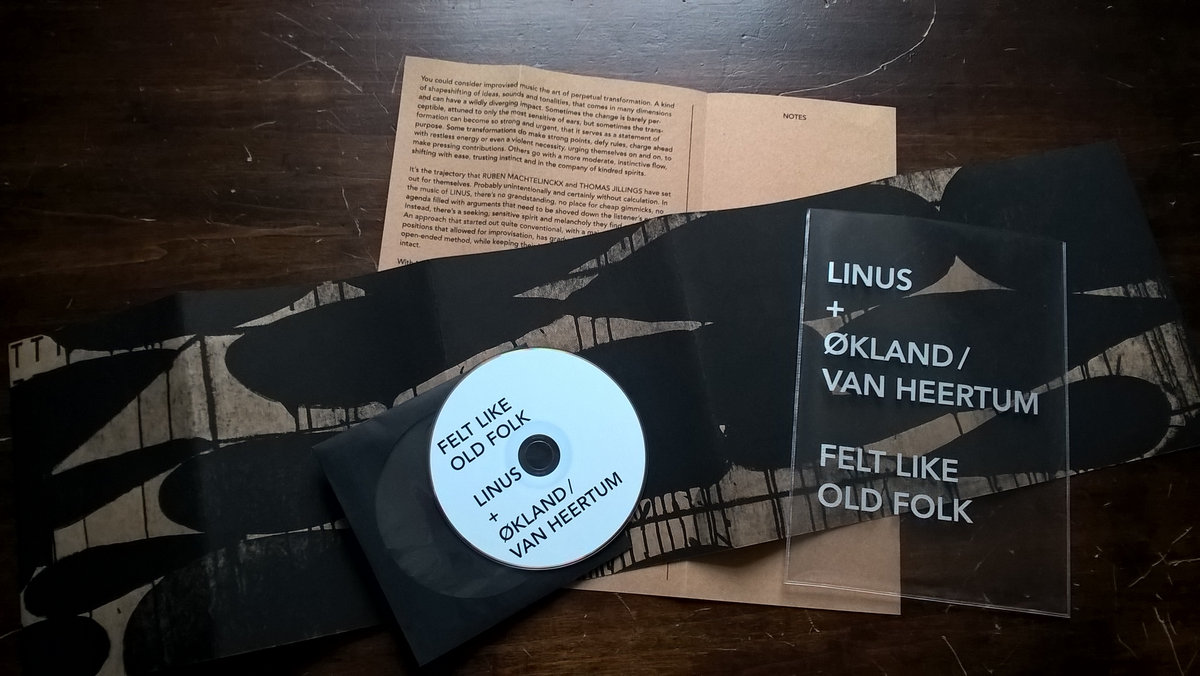 You could consider improvised music the art of perpetual transformation. A kind
of shapeshifting of ideas, sounds and tonalities, that comes in many dimensions
and can have a wildly diverging impact. Sometimes the change is barely per-
ceptible, attuned to only the most sensitive of ears, but sometimes the trans-
formation can become so strong and urgent, that it serves as a statement of
purpose. Some transformations do make strong points, defy rules, charge ahead
with restless energy or even a violent necessity, urging themselves on and on, to
make pressing contributions. Others go with a more moderate, instinctive flow,
shifting with ease, trusting instinct and in the company of kindred spirits.
It's the trajectory that RUBEN MACHTELINCKX and THOMAS JILLINGS have set
out for themselves. Probably unintentionally and certainly without calculation. In
the music of LINUS, there's no grandstanding, no place for cheap gimmicks, no
agenda filled with arguments that need to be shoved down the listener's
Instead, there's a seeking, sensitive spirit and melancholy they
An approach that started out quite conventional, with a
positions that allowed for improvisation, has
open-ended method, while keeping
intact.
NOTES
TTT
LINUS
+
ØKLAND/
VAN HEERTUM
FELT LIKE
OLD FOLK
FELT LIKE
OLD FOLK
LINUS
+
ØKLAND/
VAN HEERTUM